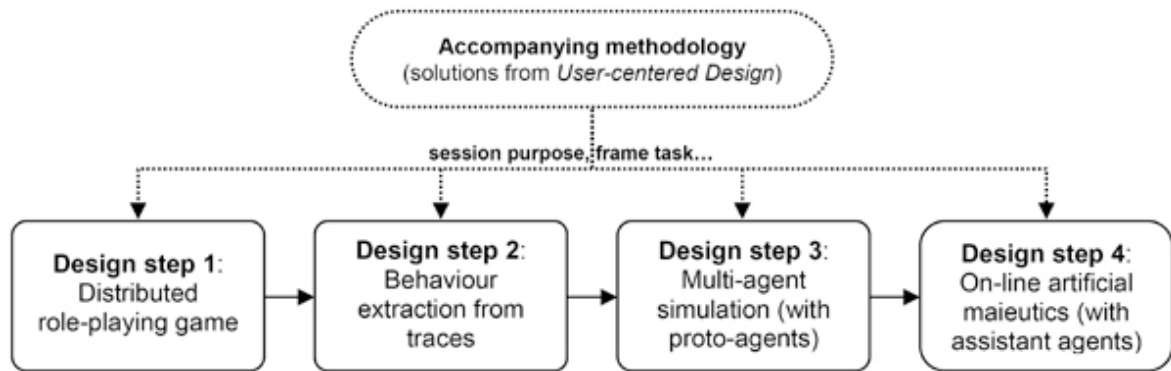 Accompanying methodology
(solutions from User-centered Design)
session purpose, frame task...
Design step 1:
Distributed
role-playing game
Design step 2:
Behaviour
extraction from
traces
Design step 3:
Multi-agent
simulation (with
proto-agents)
Design step 4:
On-line artificial
maieutics (with
assistant agents)